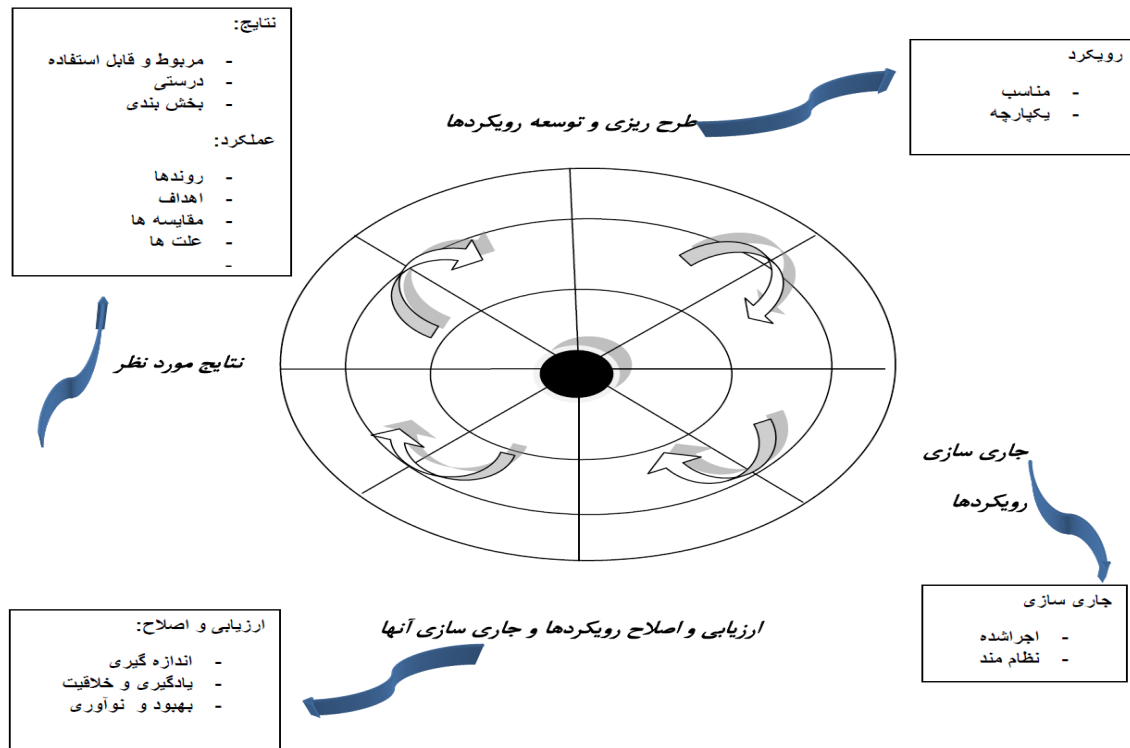 نتایج:
- مربوط و قابل استفاده
- درستی
- بخش بندی
عملکرد:
- روندها
- اهداف
- مقایسه ها
- علت ها
-
رویکرد
- مناسب
- یکپارچه
طرح ریزی و توسعه رویکردها
نتایج مورد نظر
جاری سازی
رویکردها
جاری سازی
- اجراشده
- نظام مند
ارزیابی و اصلاح رویکردها و جاری سازی آنها
ارزیابی و اصلاح:
- اندازه گیری
- یادگیری و خلاقیت
- بهبود و نوآوری